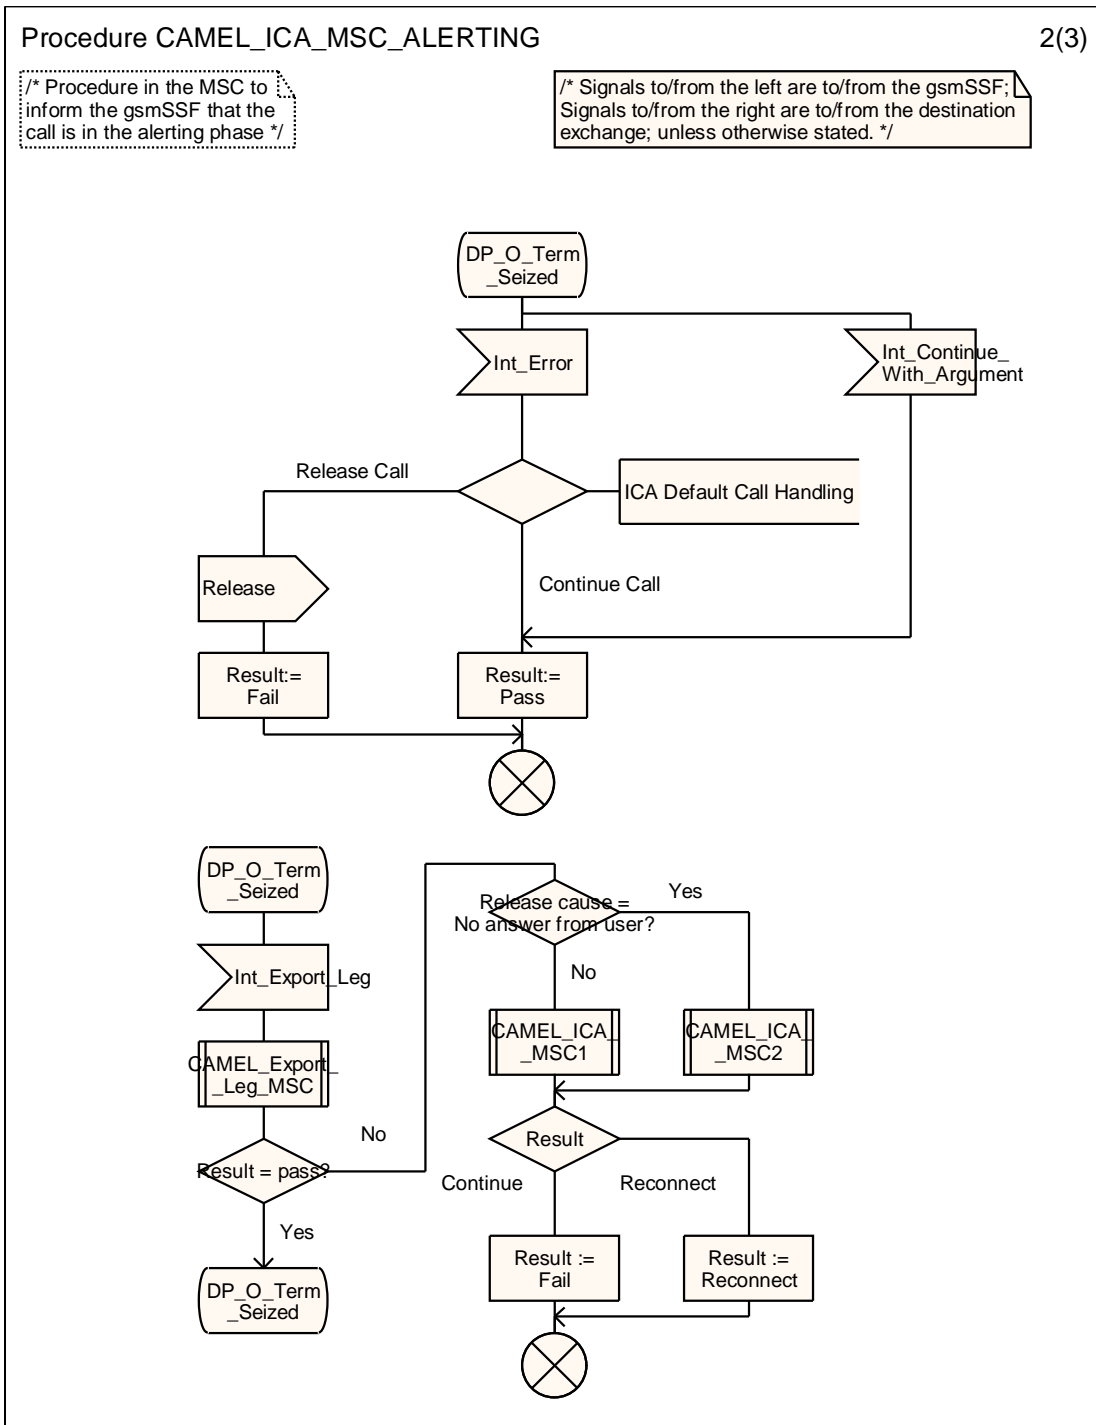 Procedure CAMEL_ICA_MSC_ALERTING
2(3)
/* Procedure in the MSC to
inform the gsmSSF that the
call is in the alerting phase */
/* Signals to/from the left are to/from the gsmSSF;
Signals to/from the right are to/from the destination
exchange; unless otherwise stated. */
DP_O_Term
_Seized
Int_Error
Int_Continue_
With_Argument
Release Call
ICA Default Call Handling
Release
Continue Call
Result:=
Fail
Result:=
Pass
DP_O_Term
_Seized
Int_Export_Leg
CAMEL_Export_
_Leg_MSC
Result = pass?
No
Yes
DP_O_Term
_Seized
Release cause =
No answer from user?
Yes
No
CAMEL_ICA_
_MSC1
CAMEL_ICA_
_MSC2
Result
Continue
Reconnect
Result :=
Fail
Result :=
Reconnect